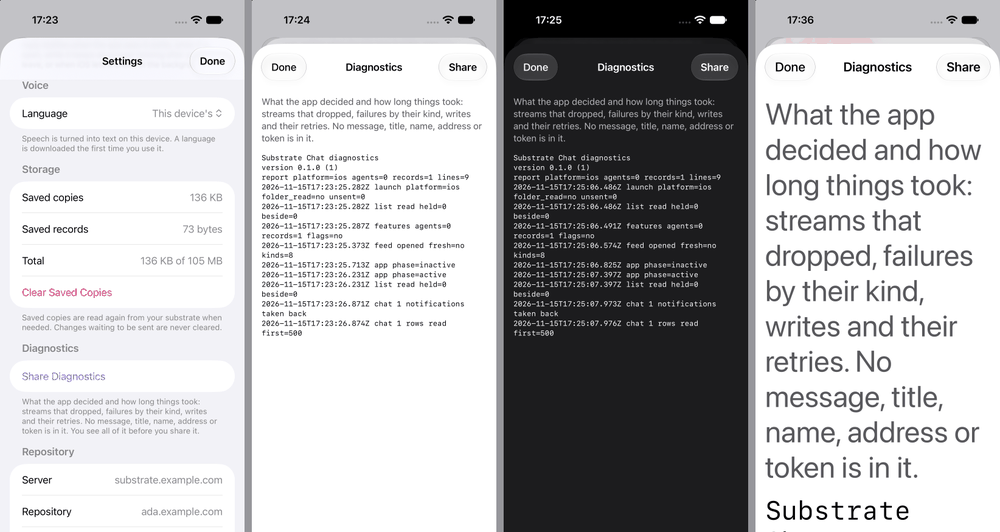 17:23
Settings
Done
Voice
Language
This device's
Speech is turned into text on this device. A language
is downloaded the first time you use it.
Storage
Saved copies
136 KB
Saved records
73 bytes
Total
136 KB of 105 MB
Clear Saved Copies
Saved copies are read again from your substrate when
needed. Changes waiting to be sent are never cleared.
Diagnostics
Share Diagnostics
What the app decided and how long things took:
streams that dropped, failures by their kind, writes
and their retries. No message, title, name, address or
token is in it. You see all of it before you share it.
Repository
Server
substrate.example.com
Repository
ada.example.com
17:24
Done
Diagnostics
Share
What the app decided and how long things took:
streams that dropped, failures by their kind, writes
and their retries. No message, title, name, address or
token is in it.
Substrate Chat diagnostics
version 0.1.0 (1)
report platform=ios agents=0 records=1 lines=9
2026-11-15T17:23:25.282Z launch platform=ios
folder_read=no unsent=0
2026-11-15T17:23:25.282Z list read held=0
beside=0
2026-11-15T17:23:25.287Z features agents=0
records=1 flags=no
2026-11-15T17:23:25.373Z feed opened fresh=no
kinds=8
2026-11-15T17:23:25.713Z app phase=inactive
2026-11-15T17:23:26.231Z app phase=active
2026-11-15T17:23:26.231Z list read held=0
beside=0
2026-11-15T17:23:26.871Z chat 1 notifications
taken back
2026-11-15T17:23:26.874Z chat 1 rows read
first=500
17:25
Done
Diagnostics
Share
What the app decided and how long things took:
streams that dropped, failures by their kind, writes
and their retries. No message, title, name, address or
token is in it.
Substrate Chat diagnostics
version 0.1.0 (1)
report platform=ios agents=0 records=1 lines=9
2026-11-15T17:25:06.486Z launch platform=ios
folder_read=no unsent=0
2026-11-15T17:25:06.486Z list read held=0
beside=0
2026-11-15T17:25:06.491Z features agents=0
records=1 flags=no
2026-11-15T17:25:06.574Z feed opened fresh=no
kinds=8
2026-11-15T17:25:06.825Z app phase=inactive
2026-11-15T17:25:07.397Z app phase=active
2026-11-15T17:25:07.397Z list read held=0
beside=0
2026-11-15T17:25:07.973Z chat 1 notifications
taken back
2026-11-15T17:25:07.976Z chat 1 rows read
first=500
17:36
Done
Diagnostics
Share
What the app
decided and how
long things took:
streams that
dropped, failures
by their kind,
writes and their
retries. No
message, title,
name, address or
token is in it.
Substrate